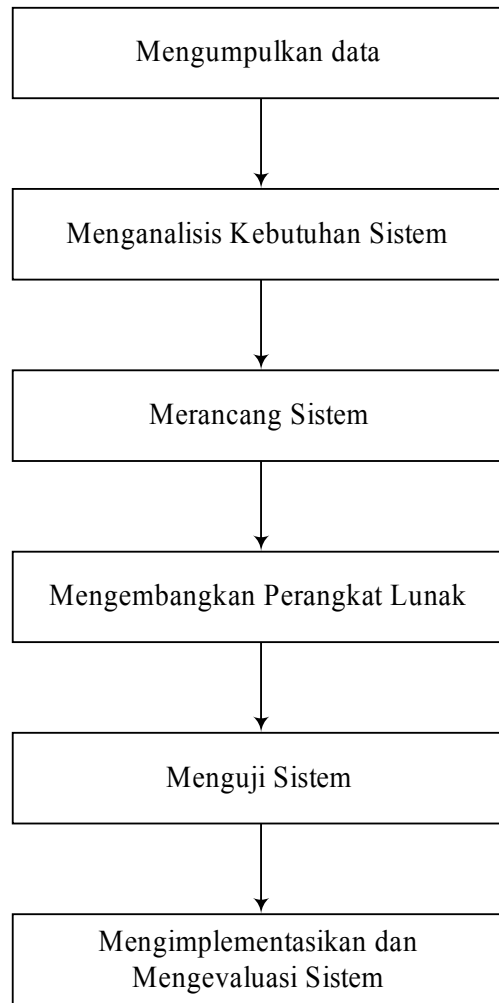 Mengumpulkan data
Menganalisis Kebutuhan Sistem
Merancang Sistem
Mengembangkan Perangkat Lunak
Menguji Sistem
Mengimplementasikan dan
Mengevaluasi Sistem